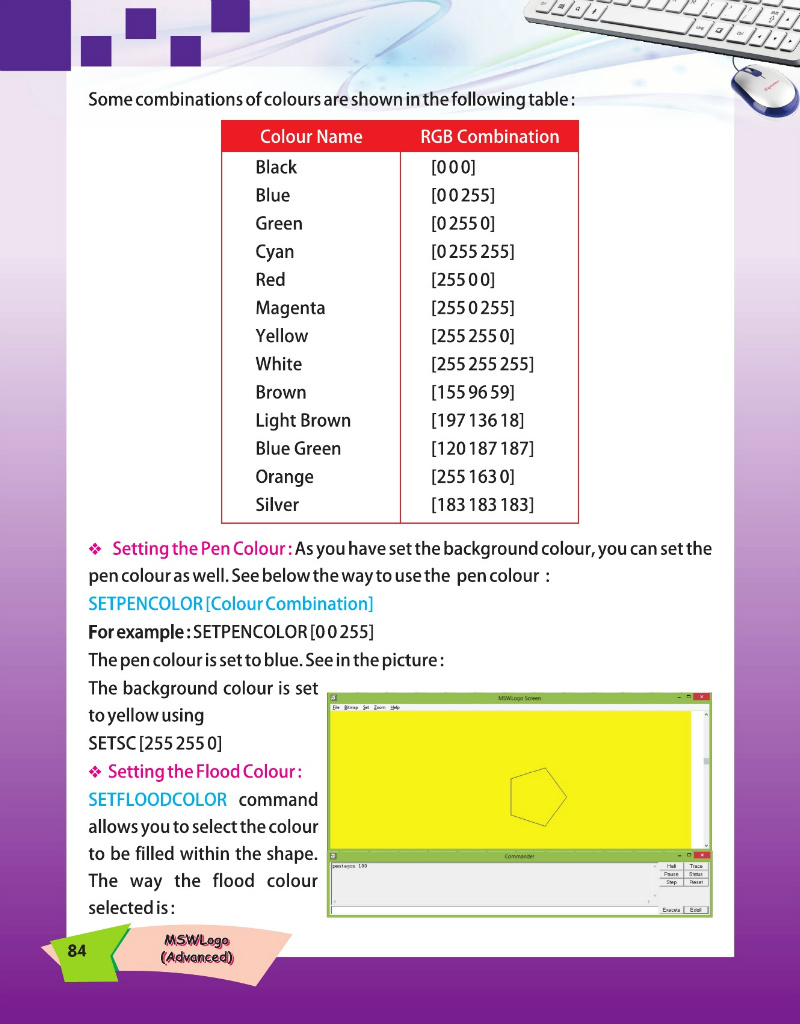 Some combinations of colours are shown in the following table :
Colour Name RGB Combination
Black [0 0 0]
Blue [0 0 255]
Green [0 255 0]
Cyan [0 255 255]
Red [255 0 0]
Magenta [255 0 255]
Yellow [255 255 0]
White [255 255 255]
Brown [155 96 59]
Light Brown [197 136 18]
Blue Green [120 187 187]
Orange [255 163 0]
Silver [183 183 183]
❖ Setting the Pen Colour : As you have set the background colour, you can set the
pen colour as well. See below the way to use the pen colour :
SETPENCOLOR [Colour Combination]
For example : SETPENCOLOR [0 0 255]
The pen colour is set to blue. See in the picture :
The background colour is set
to yellow using
SETSC [255 255 0]
❖ Setting the Flood Colour :
SETFLOODCOLOR command
allows you to select the colour
to be filled within the shape.
The way the flood colour
selected is :
MSWLogo Screen
File Bitmap Set Zoom Help
Commander
100
Halt Trace
Pause Status
Step Reset
Execute Edall
84
MSWLogo
(Advanced)